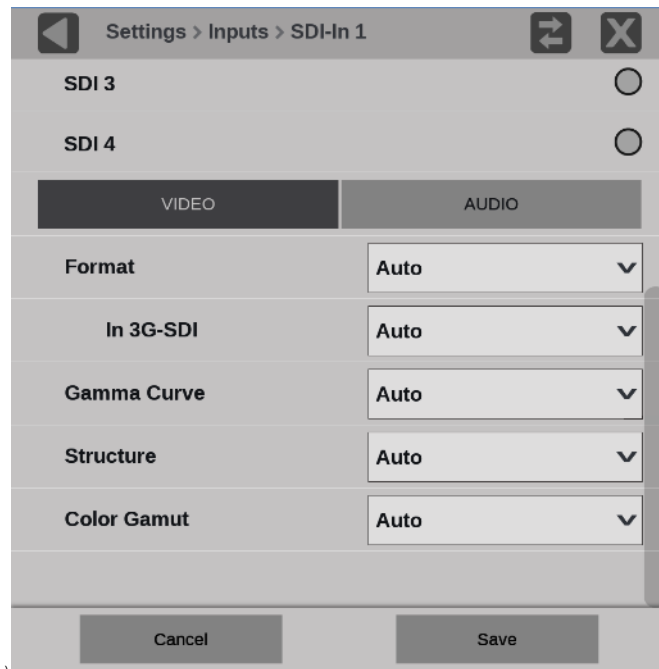 Settings > Inputs > SDI-In 1
SDI 3
SDI 4
VIDEO AUDIO
Format Auto
In 3G-SDI Auto
Gamma Curve Auto
Structure Auto
Color Gamut Auto
Cancel Save